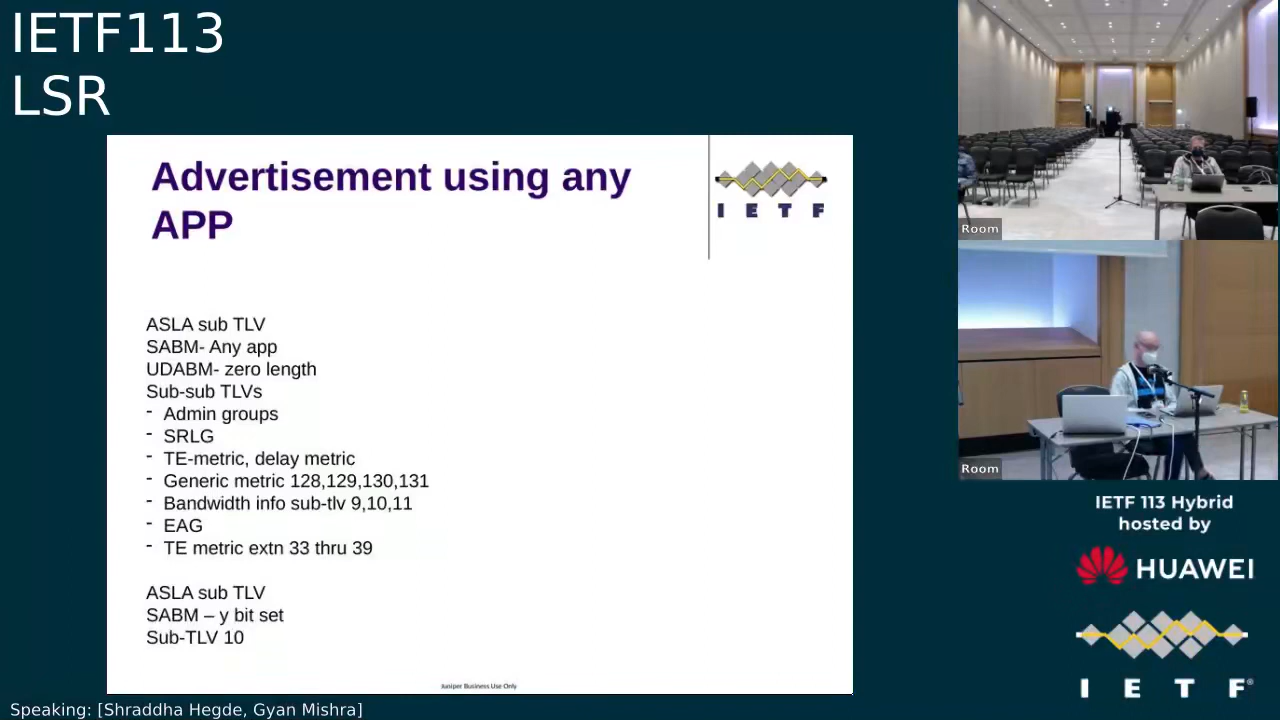 IETF113
LSR
Advertisement using any
APP
I E T F
ASLA sub TLV
SABM- Any app
UDABM- zero length
Sub-sub TLVs
- Admin groups
- SRLG
- TE-metric, delay metric
- Generic metric 128,129,130,131
- Bandwidth info sub-tlv 9,10,11
- EAG
- TE metric extn 33 thru 39
ASLA sub TLV
SABM – y bit set
Sub-TLV 10
Juniper Business Use Only
Room
Room
IETF 113 Hybrid
hosted by
HUAWEI
I E T F®
Speaking: [Shraddha Hegde, Gyan Mishra]